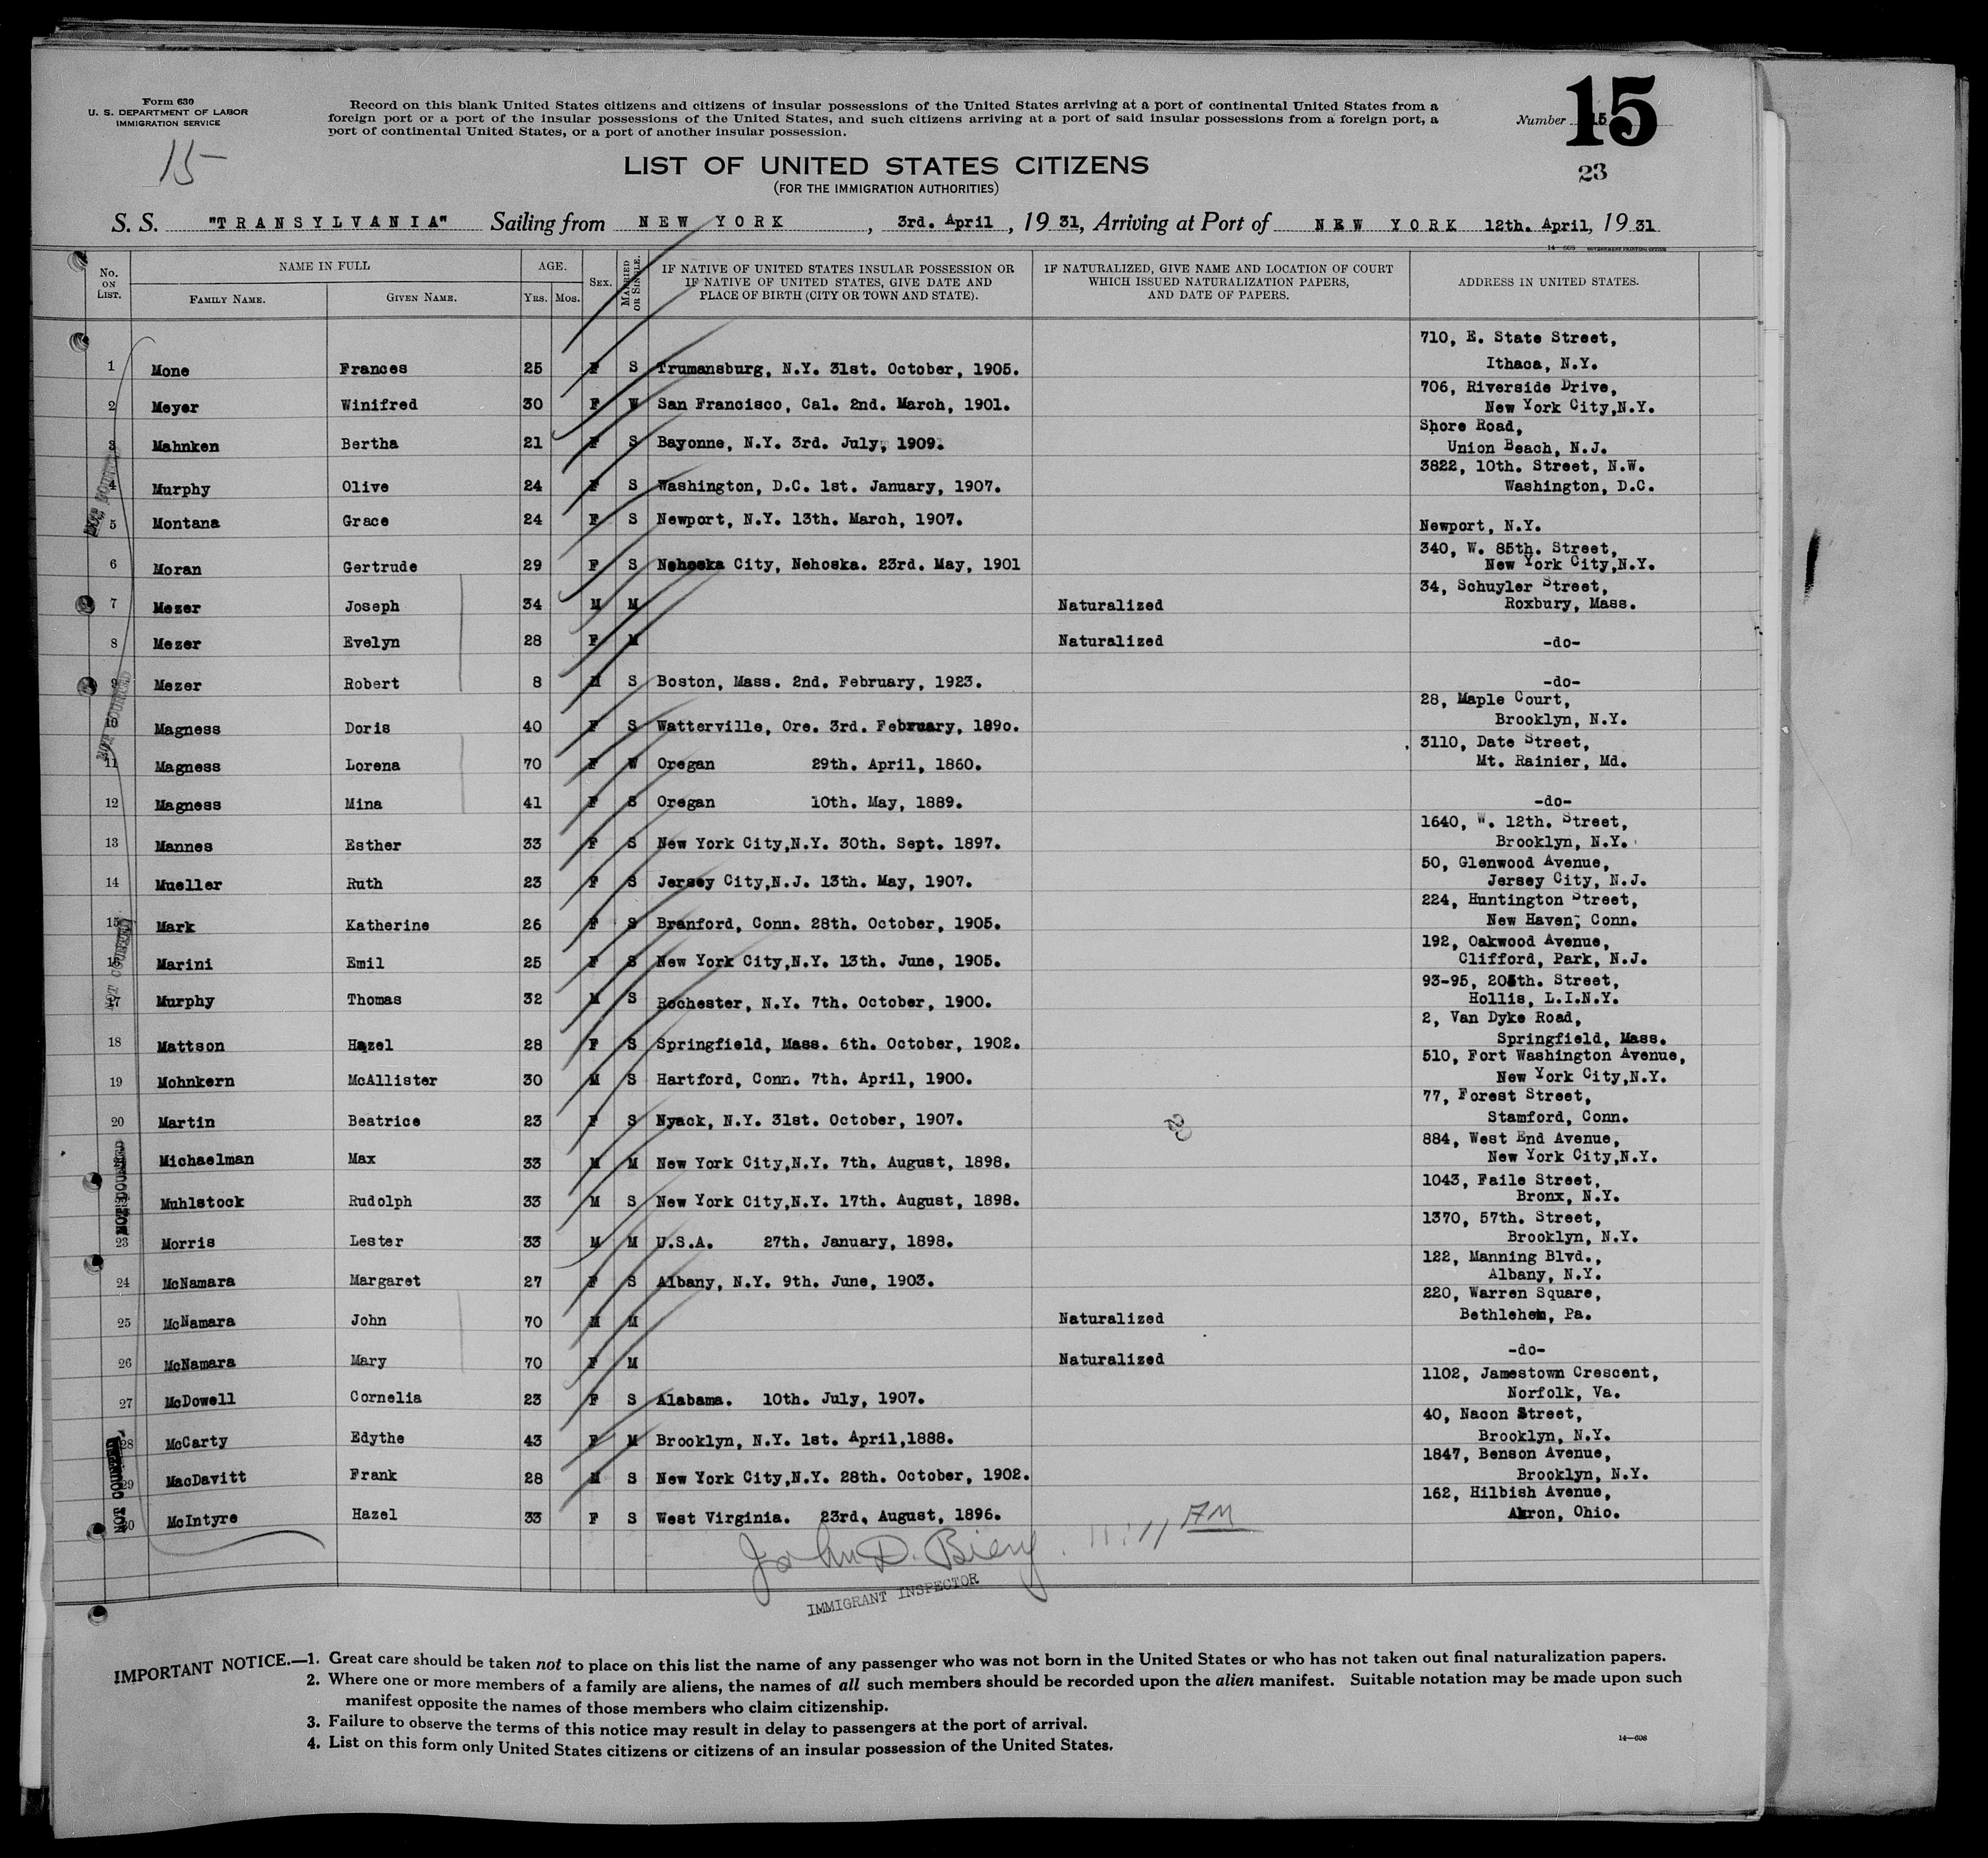 Form 630
U. S. DEPARTMENT OF LABOR
IMMIGRATION SERVICE
15
Record on this blank United States citizens and citizens of insular possessions of the United States arriving at a port of continental United States from a
foreign port or a port of the insular possessions of the United States, and such citizens arriving at a port of said insular possessions from a foreign port, a
port of continental United States, or a port of another insular possession.
Number 15
15
23
LIST OF UNITED STATES CITIZENS
(FOR THE IMMIGRATION AUTHORITIES)
S. S. "TRANSYLVANIA" Sailing from NEW YORK, 3rd. April, 1931, Arriving at Port of NEW YORK 12th. April, 1931
No. ON LIST. NAME IN FULL FAMILY NAME. GIVEN NAME. AGE. YRS. MOS. SEX. MARRIED OR SINGLE. IF NATIVE OF UNITED STATES INSULAR POSSESSION OR IF NATIVE OF UNITED STATES, GIVE DATE AND PLACE OF BIRTH (CITY OR TOWN AND STATE). IF NATURALIZED, GIVE NAME AND LOCATION OF COURT WHICH ISSUED NATURALIZATION PAPERS, AND DATE OF PAPERS. ADDRESS IN UNITED STATES.
1 Mone Frances 25 F S Trumansburg, N.Y. 31st. October, 1905. 710, E. State Street, Ithaca, N.Y.
2 Meyer Winifred 30 F W San Francisco, Cal. 2nd. March, 1901. 706, Riverside Drive, New York City,N.Y.
3 Mahnken Bertha 21 F S Bayonne, N.Y. 3rd. July, 1909. Shore Road, Union Beach, N.J.
4 Murphy Olive 24 F S Washington, D.C. 1st. January, 1907. 3822, 10th. Street, N.W. Washington, D.C.
5 Montana Grace 24 F S Newport, N.Y. 13th. March, 1907. Newport, N.Y.
6 Moran Gertrude 29 F S Nehoska City, Nehoska. 23rd. May, 1901 340, W. 85th. Street, New York City,N.Y.
7 Mezer Joseph 34 M M Naturalized 34, Schuyler Street, Roxbury, Mass.
8 Mezer Evelyn 28 F M Naturalized -do-
9 Mezer Robert 8 M S Boston, Mass. 2nd. February, 1923. -do-
10 Magness Doris 40 F S Watterville, Ore. 3rd. February, 1890. 28, Maple Court, Brooklyn, N.Y.
11 Magness Lorena 70 F W Oregan 29th. April, 1860. 3110, Date Street, Mt. Rainier, Md.
12 Magness Mina 41 F S Oregan 10th. May, 1889. -do-
13 Mannes Esther 33 F S New York City,N.Y. 30th. Sept. 1897. 1640, W. 12th. Street, Brooklyn, N.Y.
14 Mueller Ruth 23 F S Jersey City,N.J. 13th. May, 1907. 50, Glenwood Avenue, Jersey City, N.J.
15 Mark Katherine 26 F S Branford, Conn. 28th. October, 1905. 224, Huntington Street, New Haven, Conn.
16 Marini Emil 25 F S New York City,N.Y. 13th. June, 1905. 192, Oakwood Avenue, Clifford, Park, N.J.
17 Murphy Thomas 32 M S Rochester, N.Y. 7th. October, 1900. 93-95, 205th. Street, Hollis, L.I.N.Y.
18 Mattson Hazel 28 F S Springfield, Mass. 6th. October, 1902. 2, Van Dyke Road, Springfield, Mass.
19 Mohnkern McAllister 30 M S Hartford, Conn. 7th. April, 1900. 510, Fort Washington Avenue, New York City,N.Y.
20 Martin Beatrice 23 F S Nyack, N.Y. 31st. October, 1907. 77, Forest Street, Stamford, Conn.
21 Michaelman Max 33 M M New York City,N.Y. 7th. August, 1898. 884, West End Avenue, New York City,N.Y.
22 Muhlstock Rudolph 33 M S New York City,N.Y. 17th. August, 1898. 1043, Faile Street, Bronx, N.Y.
23 Morris Lester 33 M M U.S.A. 27th. January, 1898. 1370, 57th. Street, Brooklyn, N.Y.
24 McNamara Margaret 27 F S Albany, N.Y. 9th. June, 1903. 122, Manning Blvd., Albany, N.Y.
25 McNamara John 70 M M Naturalized 220, Warren Square, Bethlehem, Pa.
26 McNamara Mary 70 F M Naturalized -do-
27 McDowell Cornelia 23 F S Alabama. 10th. July, 1907. 1102, Jamestown Crescent, Norfolk, Va.
28 McCarty Edythe 43 F M Brooklyn, N.Y. 1st. April,1888. 40, Nacon Street, Brooklyn, N.Y.
29 MacDavitt Frank 28 M S New York City,N.Y. 28th. October, 1902. 1847, Benson Avenue, Brooklyn, N.Y.
30 McIntyre Hazel 33 F S West Virginia. 23rd. August, 1896. 162, Hilbish Avenue, Akron, Ohio.
NOT COUNTED
NOT COUNTED
NOT COUNTED
NOT COUNTED
NOT COUNTED
John D. Bieny AM
IMMIGRANT INSPECTOR
IMPORTANT NOTICE.—1. Great care should be taken not to place on this list the name of any passenger who was not born in the United States or who has not taken out final naturalization papers.
2. Where one or more members of a family are aliens, the names of all such members should be recorded upon the alien manifest. Suitable notation may be made upon such
manifest opposite the names of those members who claim citizenship.
3. Failure to observe the terms of this notice may result in delay to passengers at the port of arrival.
4. List on this form only United States citizens or citizens of an insular possession of the United States.
14—608